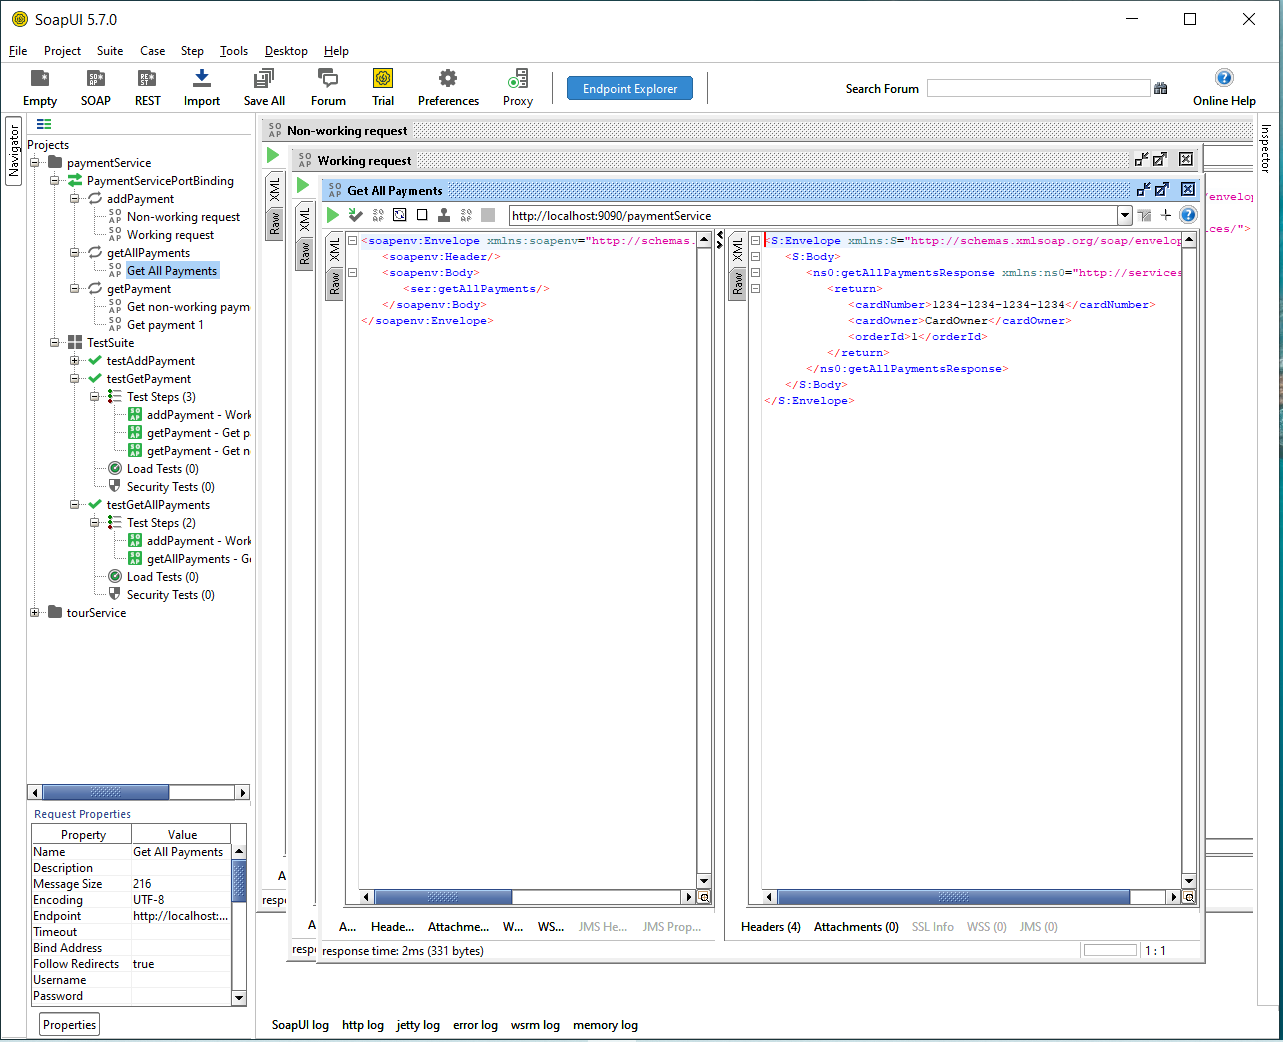 SoapUI 5.7.0
File Project Suite Case Step Tools Desktop Help
Empty SOAP REST Import Save All Forum Trial Preferences Proxy Endpoint Explorer Search Forum Online Help
Navigator
Inspector
Projects
paymentService
PaymentServicePortBinding
addPayment
Non-working request
Working request
getAllPayments
Get All Payments
getPayment
Get non-working paym
Get payment 1
TestSuite
testAddPayment
testGetPayment
Test Steps (3)
addPayment - Work
getPayment - Get p
getPayment - Get n
Load Tests (0)
Security Tests (0)
testGetAllPayments
Test Steps (2)
addPayment - Work
getAllPayments - Ge
Load Tests (0)
Security Tests (0)
tourService
Request Properties
Property Value
Name Get All Payments
Description
Message Size 216
Encoding UTF-8
Endpoint http://localhost:...
Timeout
Bind Address
Follow Redirects true
Username
Password
Properties
Non-working request
XML
Raw
Working request
XML
Raw
/envelop
ices/">
Get All Payments
http://localhost:9090/paymentService
XML
Raw
<soapenv:Envelope xmlns:soapenv="http://schemas.
<soapenv:Header/>
<soapenv:Body>
<ser:getAllPayments/>
</soapenv:Body>
</soapenv:Envelope>
XML
Raw
<S:Envelope xmlns:S="http://schemas.xmlsoap.org/soap/envelop
<S:Body>
<ns0:getAllPaymentsResponse xmlns:ns0="http://services
<return>
<cardNumber>1234-1234-1234-1234</cardNumber>
<cardOwner>CardOwner</cardOwner>
<orderId>1</orderId>
</return>
</ns0:getAllPaymentsResponse>
</S:Body>
</S:Envelope>
A
respo
A
respo
A... Heade... Attachme... W... WS... JMS He... JMS Prop...
Headers (4) Attachments (0) SSL Info WSS (0) JMS (0)
response time: 2ms (331 bytes)
1 : 1
SoapUI log http log jetty log error log wsrm log memory log